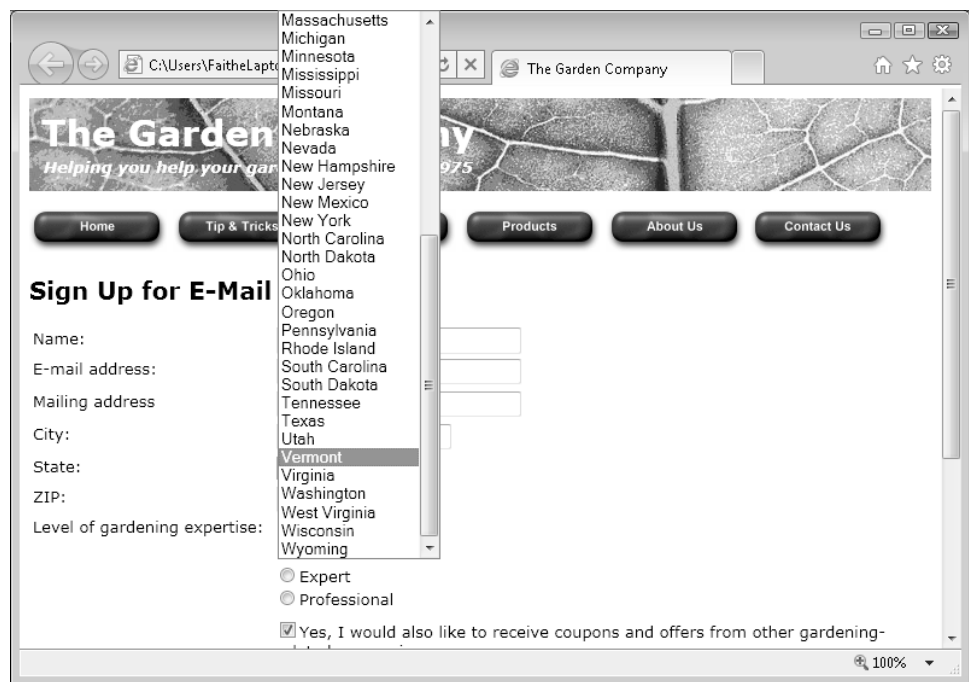 C:\Users\FaitheLapt
The Garden Company
The Garden
y
Helping you help your gar
975
Home
Tip & Tricks
Products
About Us
Contact Us
Sign Up for E-Mail
Name:
E-mail address:
Mailing address
City:
State:
ZIP:
Level of gardening expertise:
Massachusetts
Michigan
Minnesota
Mississippi
Missouri
Montana
Nebraska
Nevada
New Hampshire
New Jersey
New Mexico
New York
North Carolina
North Dakota
Ohio
Oklahoma
Oregon
Pennsylvania
Rhode Island
South Carolina
South Dakota
Tennessee
Texas
Utah
Vermont
Virginia
Washington
West Virginia
Wisconsin
Wyoming
Expert
Professional
Yes, I would also like to receive coupons and offers from other gardening-
100%